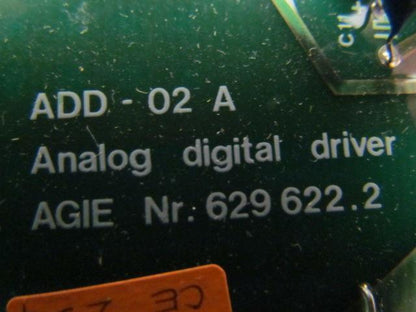 ADD - 02 A
Analog digital driver
AGIE Nr. 629 622.2